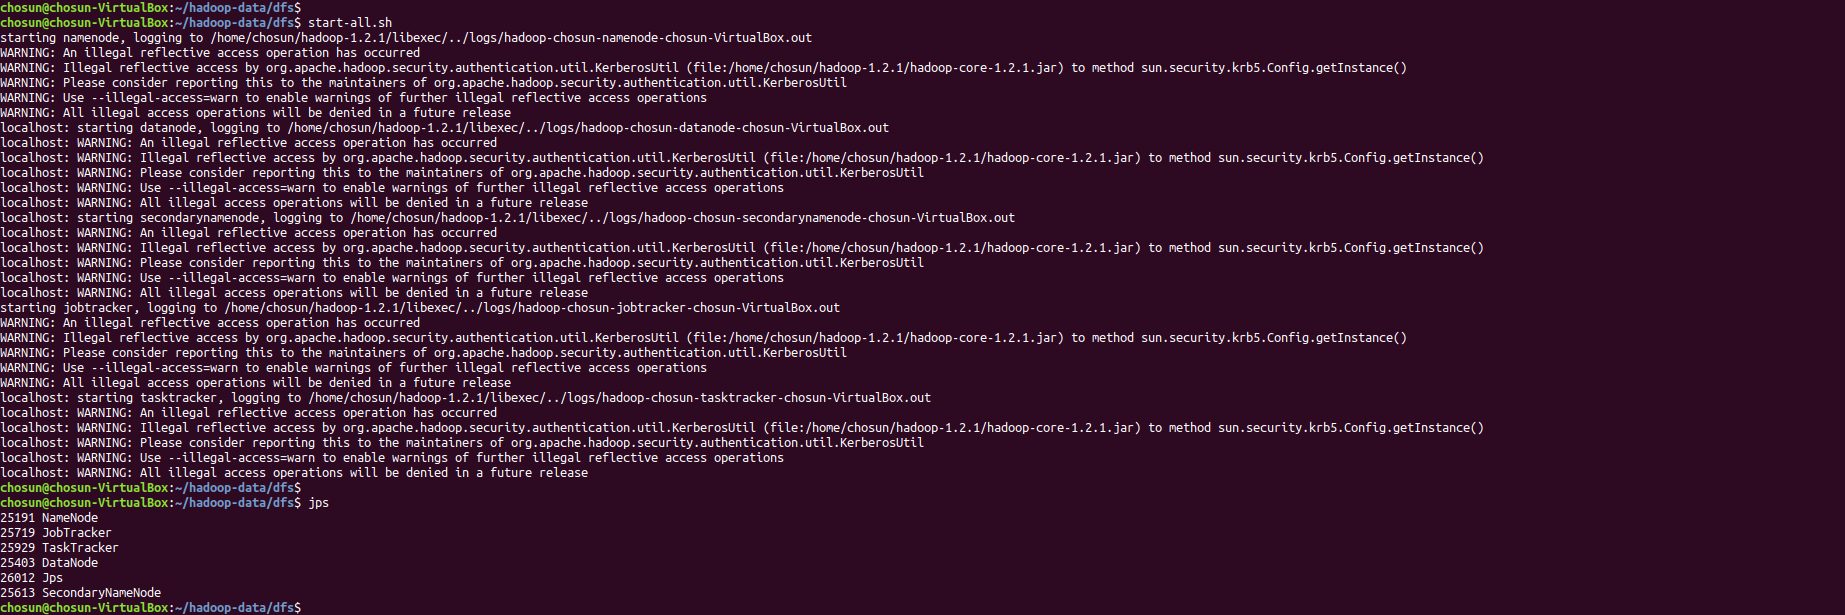 chosun@chosun-VirtualBox:~/hadoop-data/dfs$
chosun@chosun-VirtualBox:~/hadoop-data/dfs$ start-all.sh
starting namenode, logging to /home/chosun/hadoop-1.2.1/libexec/../logs/hadoop-chosun-namenode-chosun-VirtualBox.out
WARNING: An illegal reflective access operation has occurred
WARNING: Illegal reflective access by org.apache.hadoop.security.authentication.util.KerberosUtil (file:/home/chosun/hadoop-1.2.1/hadoop-core-1.2.1.jar) to method sun.security.krb5.Config.getInstance()
WARNING: Please consider reporting this to the maintainers of org.apache.hadoop.security.authentication.util.KerberosUtil
WARNING: Use --illegal-access=warn to enable warnings of further illegal reflective access operations
WARNING: All illegal access operations will be denied in a future release
localhost: starting datanode, logging to /home/chosun/hadoop-1.2.1/libexec/../logs/hadoop-chosun-datanode-chosun-VirtualBox.out
localhost: WARNING: An illegal reflective access operation has occurred
localhost: WARNING: Illegal reflective access by org.apache.hadoop.security.authentication.util.KerberosUtil (file:/home/chosun/hadoop-1.2.1/hadoop-core-1.2.1.jar) to method sun.security.krb5.Config.getInstance()
localhost: WARNING: Please consider reporting this to the maintainers of org.apache.hadoop.security.authentication.util.KerberosUtil
localhost: WARNING: Use --illegal-access=warn to enable warnings of further illegal reflective access operations
localhost: WARNING: All illegal access operations will be denied in a future release
localhost: starting secondarynamenode, logging to /home/chosun/hadoop-1.2.1/libexec/../logs/hadoop-chosun-secondarynamenode-chosun-VirtualBox.out
localhost: WARNING: An illegal reflective access operation has occurred
localhost: WARNING: Illegal reflective access by org.apache.hadoop.security.authentication.util.KerberosUtil (file:/home/chosun/hadoop-1.2.1/hadoop-core-1.2.1.jar) to method sun.security.krb5.Config.getInstance()
localhost: WARNING: Please consider reporting this to the maintainers of org.apache.hadoop.security.authentication.util.KerberosUtil
localhost: WARNING: Use --illegal-access=warn to enable warnings of further illegal reflective access operations
localhost: WARNING: All illegal access operations will be denied in a future release
starting jobtracker, logging to /home/chosun/hadoop-1.2.1/libexec/../logs/hadoop-chosun-jobtracker-chosun-VirtualBox.out
WARNING: An illegal reflective access operation has occurred
WARNING: Illegal reflective access by org.apache.hadoop.security.authentication.util.KerberosUtil (file:/home/chosun/hadoop-1.2.1/hadoop-core-1.2.1.jar) to method sun.security.krb5.Config.getInstance()
WARNING: Please consider reporting this to the maintainers of org.apache.hadoop.security.authentication.util.KerberosUtil
WARNING: Use --illegal-access=warn to enable warnings of further illegal reflective access operations
WARNING: All illegal access operations will be denied in a future release
localhost: starting tasktracker, logging to /home/chosun/hadoop-1.2.1/libexec/../logs/hadoop-chosun-tasktracker-chosun-VirtualBox.out
localhost: WARNING: An illegal reflective access operation has occurred
localhost: WARNING: Illegal reflective access by org.apache.hadoop.security.authentication.util.KerberosUtil (file:/home/chosun/hadoop-1.2.1/hadoop-core-1.2.1.jar) to method sun.security.krb5.Config.getInstance()
localhost: WARNING: Please consider reporting this to the maintainers of org.apache.hadoop.security.authentication.util.KerberosUtil
localhost: WARNING: Use --illegal-access=warn to enable warnings of further illegal reflective access operations
localhost: WARNING: All illegal access operations will be denied in a future release
chosun@chosun-VirtualBox:~/hadoop-data/dfs$
chosun@chosun-VirtualBox:~/hadoop-data/dfs$ jps
25191 NameNode
25719 JobTracker
25929 TaskTracker
25403 DataNode
26012 Jps
25613 SecondaryNameNode
chosun@chosun-VirtualBox:~/hadoop-data/dfs$